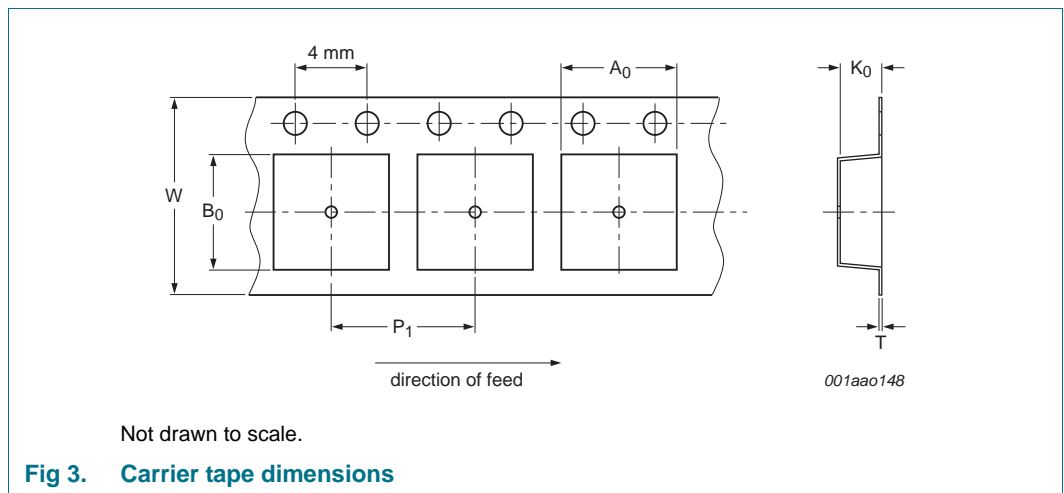 4 mm
A0
K0
W
B0
P1
T
direction of feed
001aao148
Not drawn to scale.
Fig 3. Carrier tape dimensions